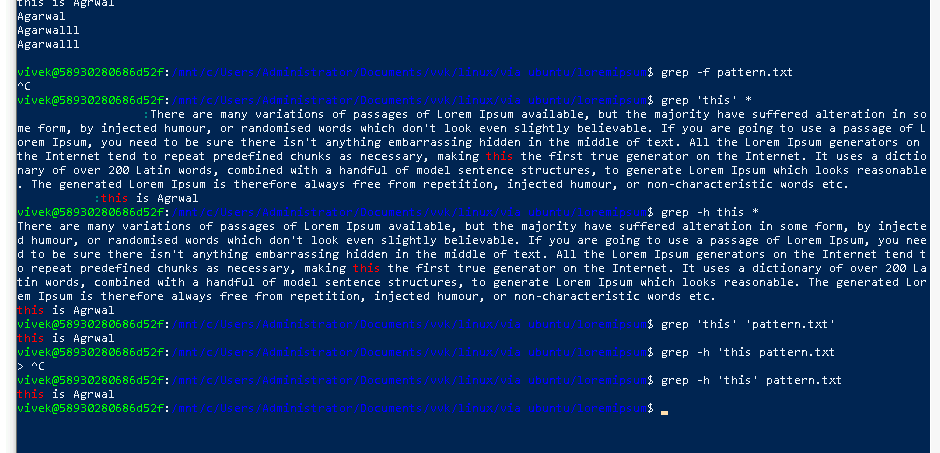 this is Agrwal
Agarwal
Agarwalll
Agarwalll
vivek@58930280686d52f: $ grep -f pattern.txt
^C
vivek@58930280686d52f: $ grep 'this' *
:There are many variations of passages of Lorem Ipsum available, but the majority have suffered alteration in so
me form, by injected humour, or randomised words which don't look even slightly believable. If you are going to use a passage of L
orem Ipsum, you need to be sure there isn't anything embarrassing hidden in the middle of text. All the Lorem Ipsum generators on
the Internet tend to repeat predefined chunks as necessary, making this the first true generator on the Internet. It uses a dictio
nary of over 200 Latin words, combined with a handful of model sentence structures, to generate Lorem Ipsum which looks reasonable
. The generated Lorem Ipsum is therefore always free from repetition, injected humour, or non-characteristic words etc.
:this is Agrwal
vivek@58930280686d52f: $ grep -h this *
There are many variations of passages of Lorem Ipsum available, but the majority have suffered alteration in some form, by injecte
d humour, or randomised words which don't look even slightly believable. If you are going to use a passage of Lorem Ipsum, you nee
d to be sure there isn't anything embarrassing hidden in the middle of text. All the Lorem Ipsum generators on the Internet tend t
o repeat predefined chunks as necessary, making this the first true generator on the Internet. It uses a dictionary of over 200 La
tin words, combined with a handful of model sentence structures, to generate Lorem Ipsum which looks reasonable. The generated Lor
em Ipsum is therefore always free from repetition, injected humour, or non-characteristic words etc.
this is Agrwal
vivek@58930280686d52f: $ grep 'this' 'pattern.txt'
this is Agrwal
vivek@58930280686d52f: $ grep -h 'this pattern.txt
> ^C
vivek@58930280686d52f: $ grep -h 'this' pattern.txt
this is Agrwal
vivek@58930280686d52f: $